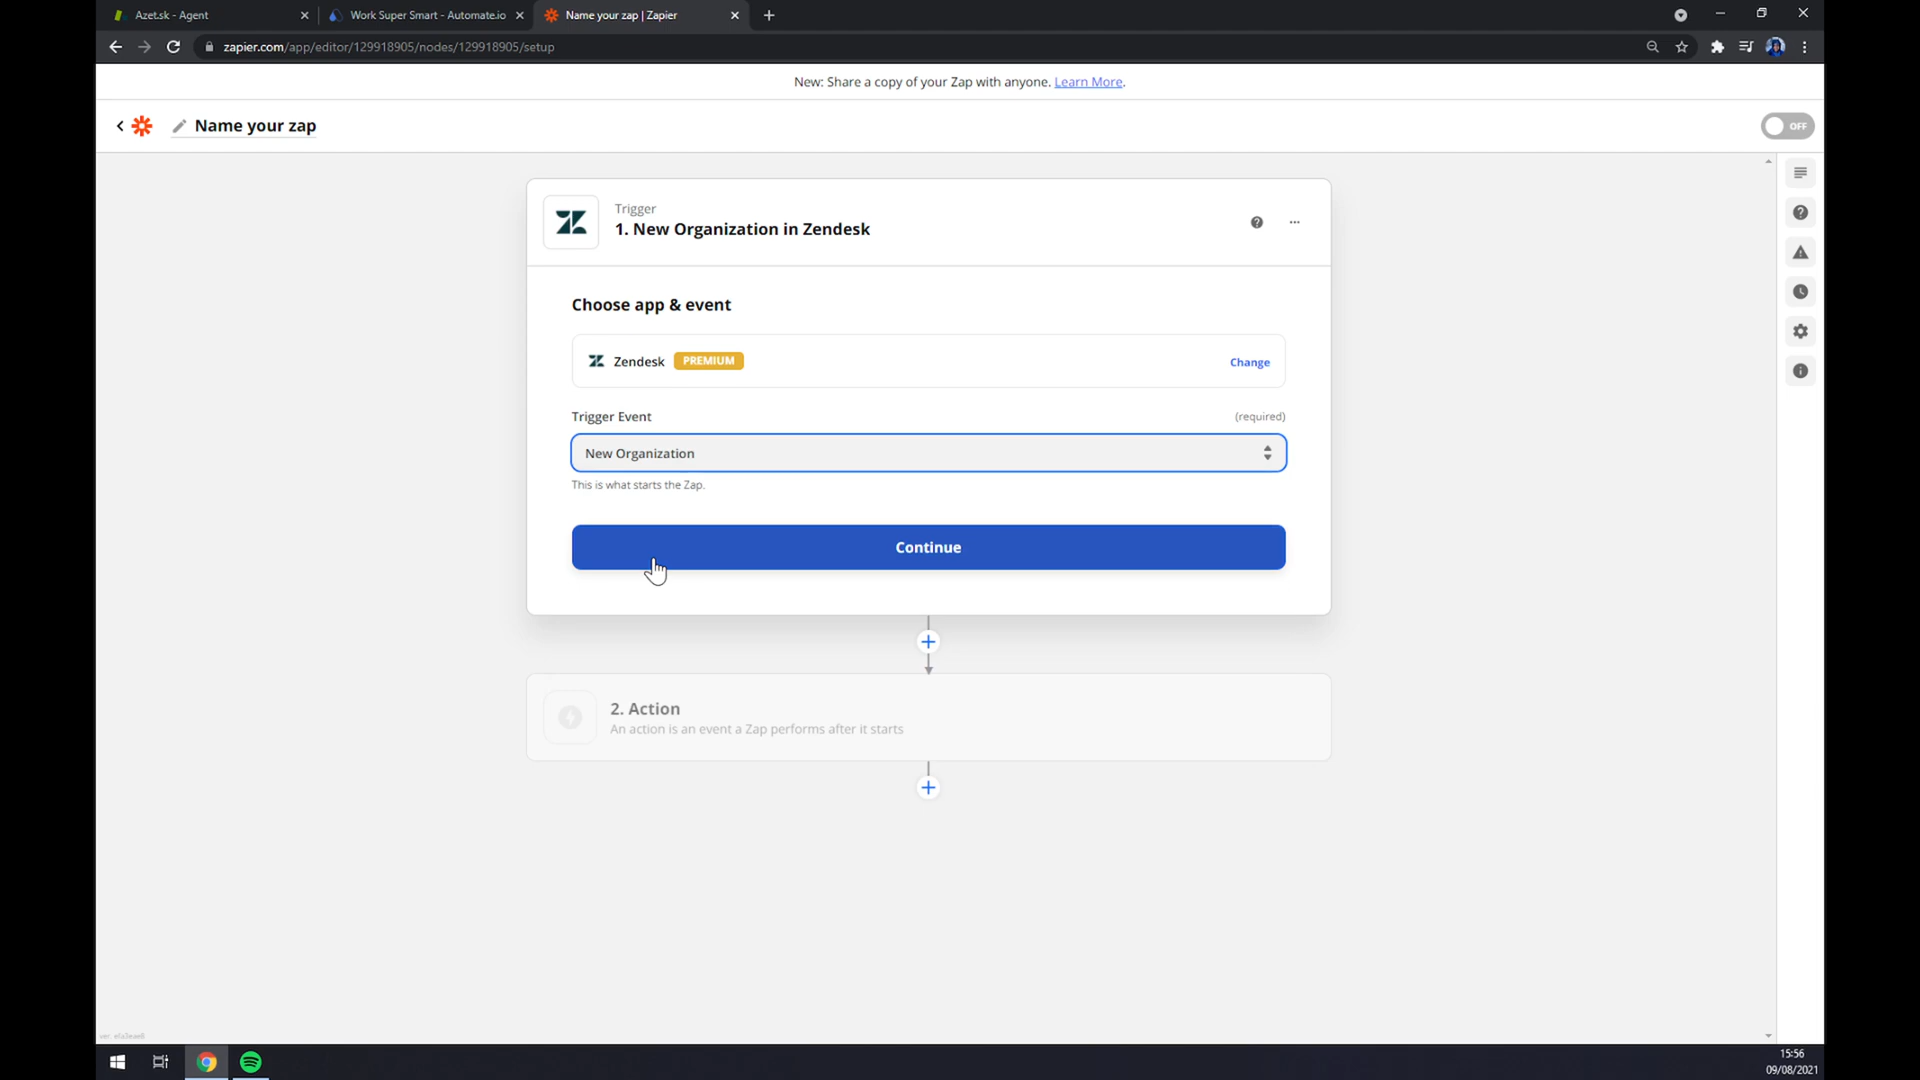 Azet.sk - Agent
Work Super Smart - Automate.io
Name your zap | Zapier
zapier.com/app/editor/129918905/nodes/129918905/setup
New: Share a copy of your Zap with anyone. Learn More.
Name your zap
OFF
Trigger
1. New Organization in Zendesk
Choose app & event
Zendesk PREMIUM
Change
Trigger Event
(required)
New Organization
This is what starts the Zap.
Continue
2. Action
An action is an event a Zap performs after it starts
15:56
09/08/2021